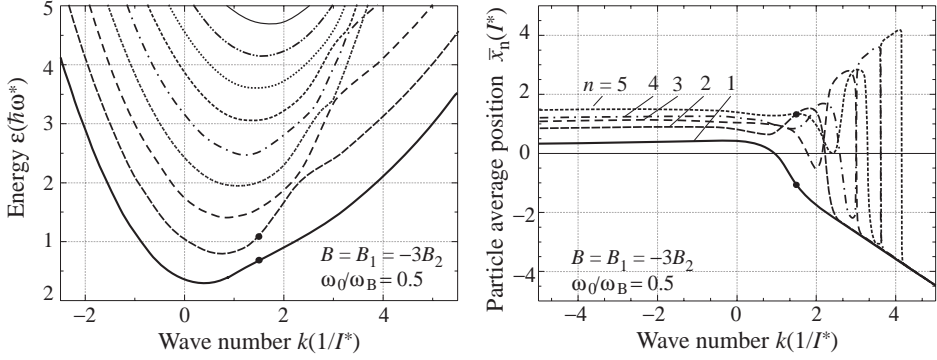 Energy ε(ℏω*)
5
4
3
2
1
2
−2
0
2
4
B = B₁ = −3B₂
ω₀/ω_B = 0.5
Wave number k(1/I*)
Particle average position x̄ₙ(I*)
4
2
0
−2
−4
n = 5
4
3
2
1
B = B₁ = −3B₂
ω₀/ω_B = 0.5
−4
−2
0
2
4
Wave number k(1/I*)